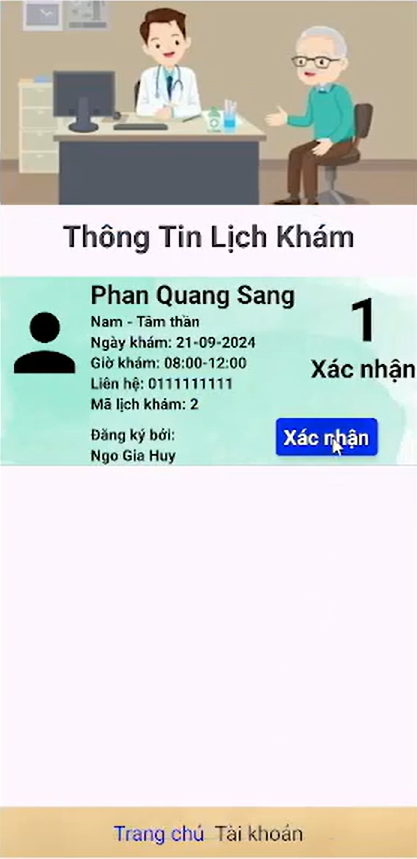 Thông Tin Lịch Khám
Phan Quang Sang
1
Nam - Tâm thần
Ngày khám: 21-09-2024
Giờ khám: 08:00-12:00
Xác nhận
Liên hệ: 0111111111
Mã lịch khám: 2
Đăng ký bởi:
Xác nhận
Ngo Gia Huy
Trang chủ Tài khoản